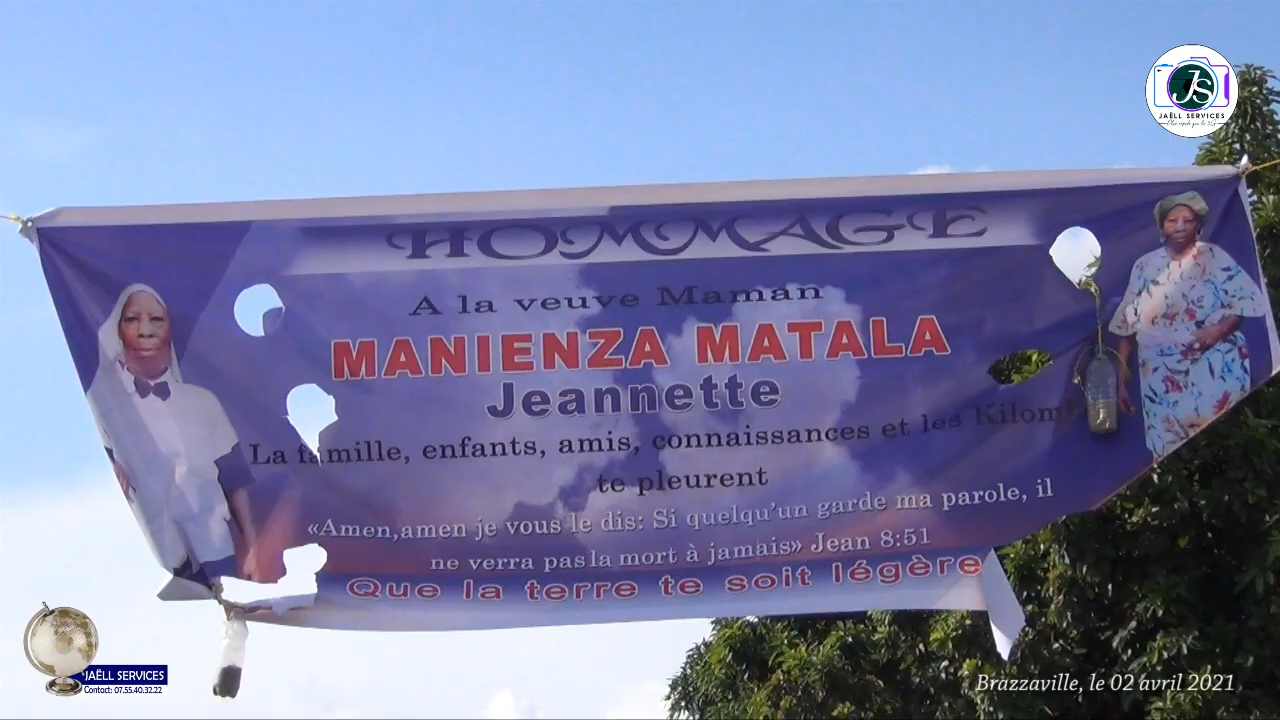 JS
JAËLL SERVICES
HOMMAGE
A la veuve Maman
MANIENZA MATALA
Jeannette
La famille, enfants, amis, connaissances et les
te pleurent
«Amen,amen je vous le dis: Si quelqu'un garde ma parole, il
ne verra pas la mort à jamais» Jean 8:51
Que la terre te soit légère
JAËLL SERVICES
Contact: 07.55.40.32.22
Brazzaville, le 02 avril 2021